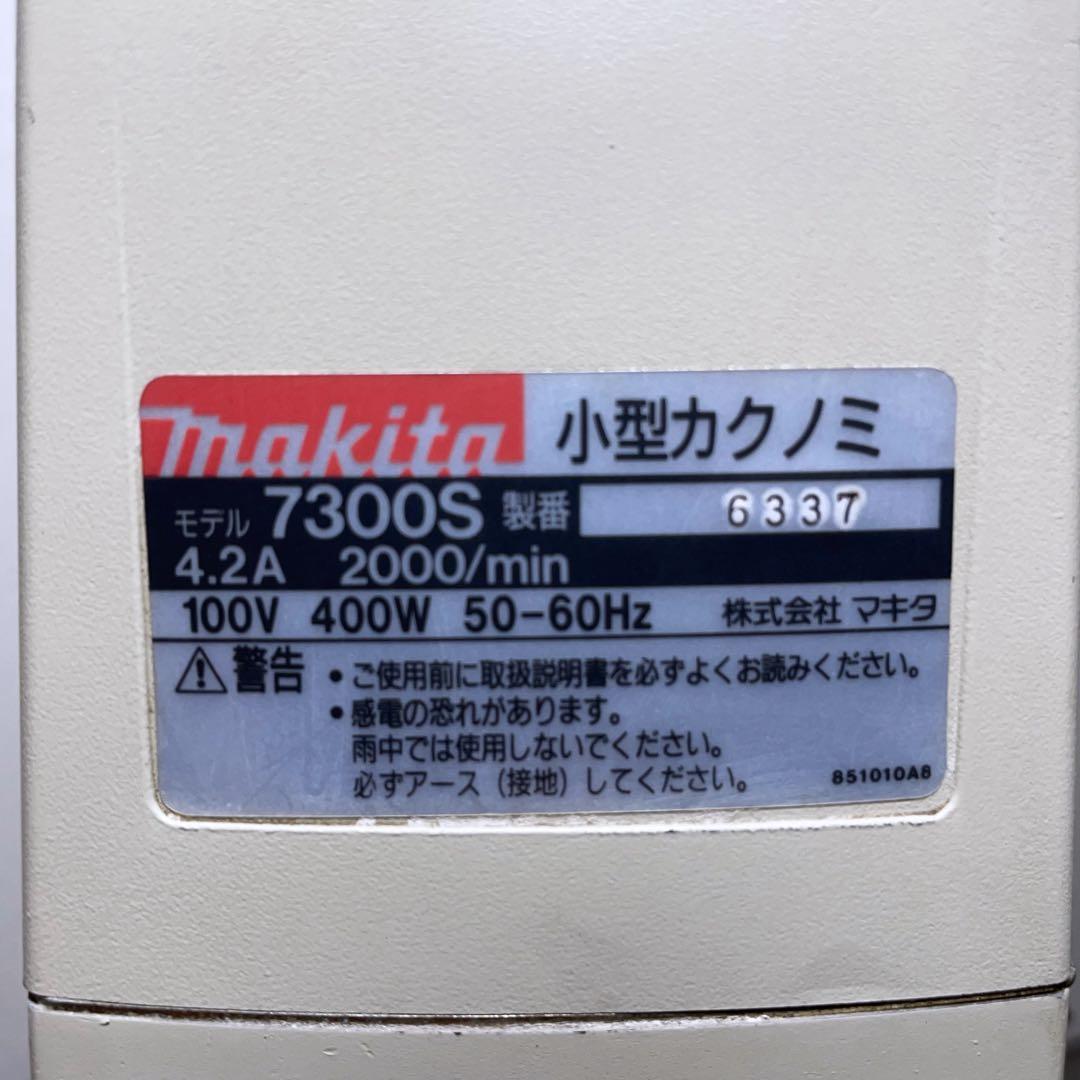 makita 小型カクノミ
モデル 7300S 製番 6337
4.2A 2000/min
100V 400W 50-60Hz 株式会社 マキタ
⚠警告 •ご使用前に取扱説明書を必ずよくお読みください。
•感電の恐れがあります。
雨中では使用しないでください。
必ずアース（接地）してください。
851010A8